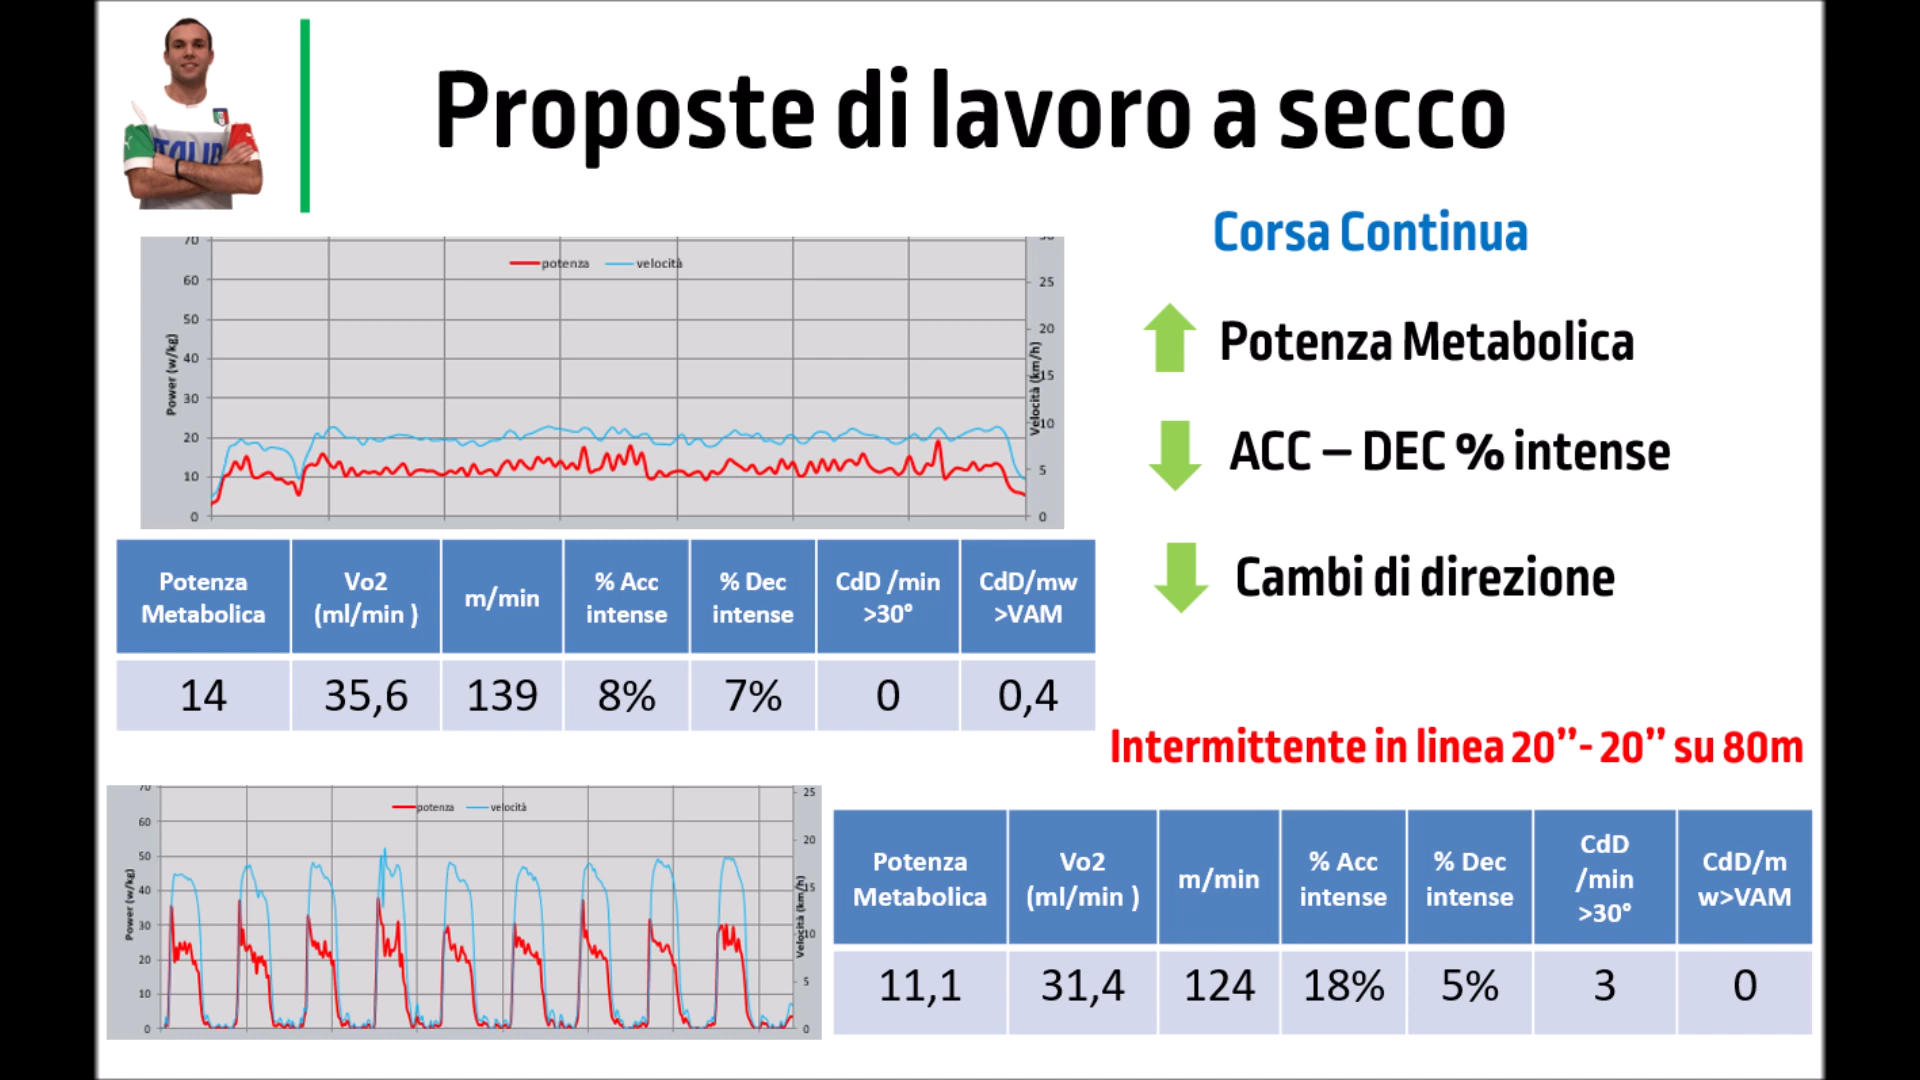 Proposte di lavoro a secco
ITALIA
Corsa Continua
Potenza Metabolica
ACC – DEC % intense
Cambi di direzione
70
60
50
40
30
20
10
0
Power (w/kg)
potenza velocità
25
20
15
10
5
0
Velocità (km/h)
Potenza Metabolica
Vo2 (ml/min )
m/min
% Acc intense
% Dec intense
CdD /min >30°
CdD/mw >VAM
14 35,6 139 8% 7% 0 0,4
Intermittente in linea 20”- 20” su 80m
70
60
50
40
30
20
10
0
Power (w/kg)
potenza velocità
25
20
15
10
5
0
Velocità (km/h)
Potenza Metabolica
Vo2 (ml/min )
m/min
% Acc intense
% Dec intense
CdD /min >30°
CdD/m w>VAM
11,1 31,4 124 18% 5% 3 0